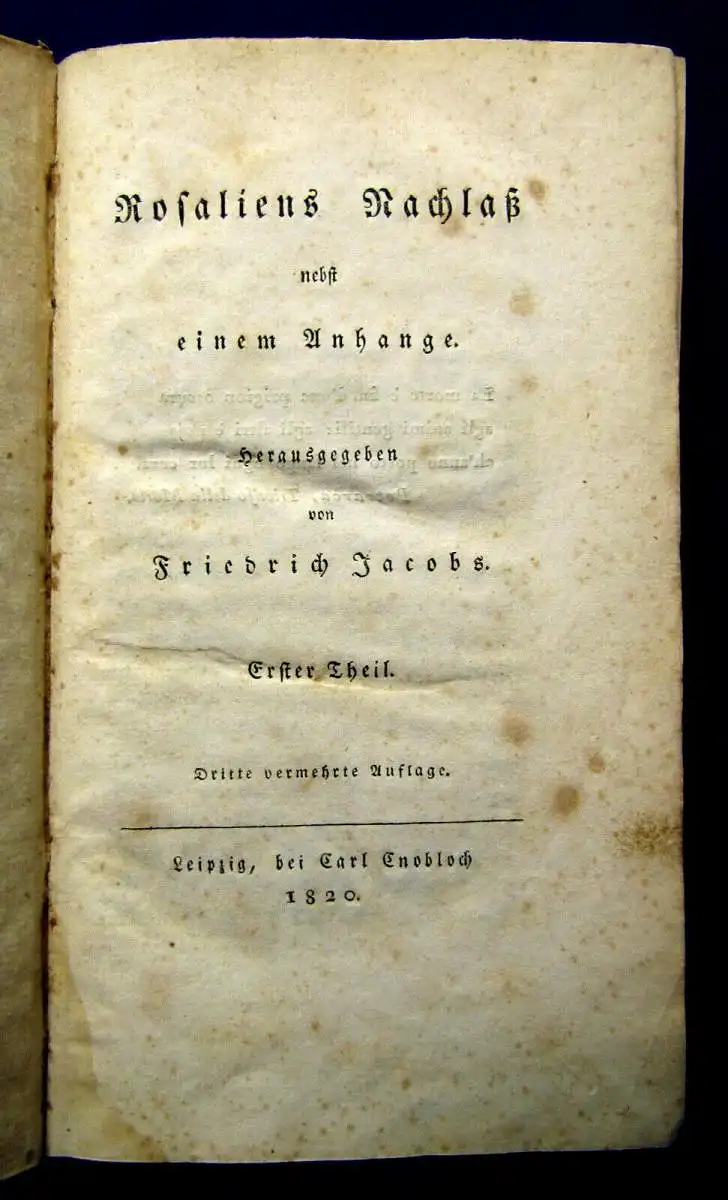 Rosaliens Nachlaß
nebst
einem Anhange.
Herausgegeben
von
Friedrich Jacobs.
Erster Theil.
Dritte vermehrte Auflage.
Leipzig, bei Carl Cnobloch
1820.